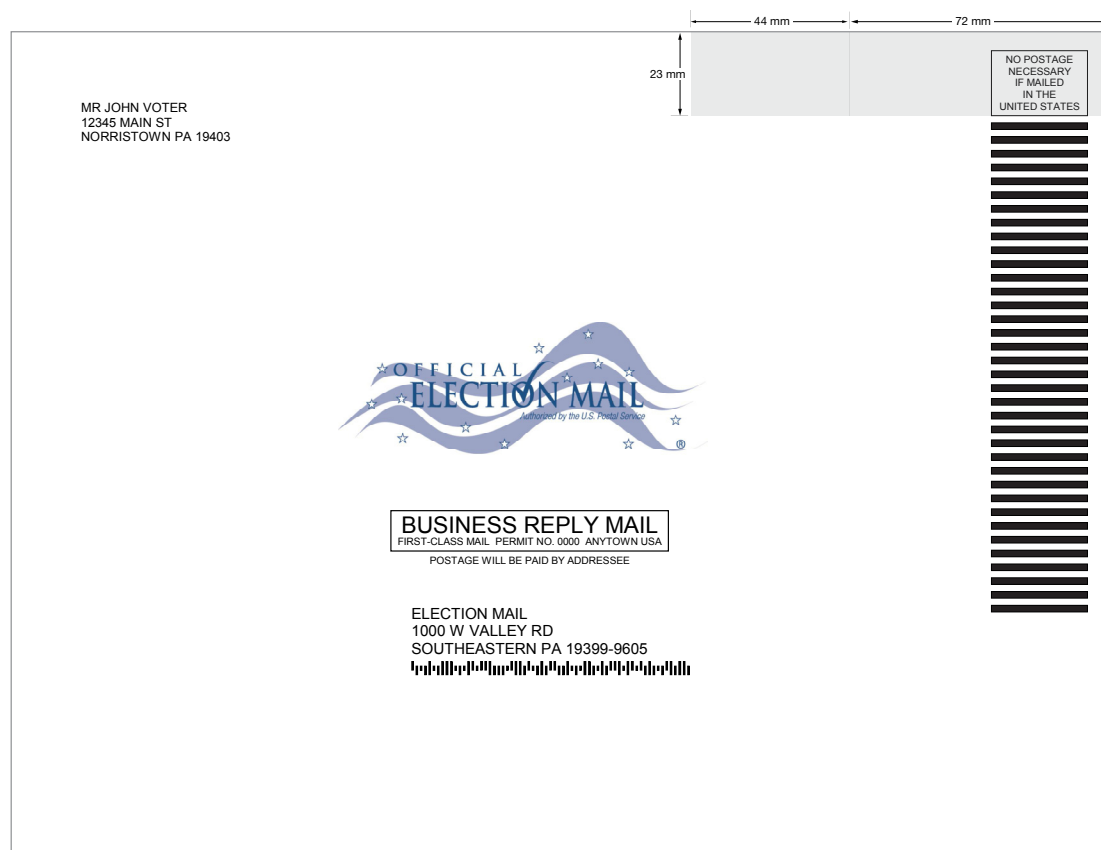 44 mm
72 mm
23 mm
NO POSTAGE
NECESSARY
IF MAILED
IN THE
UNITED STATES
MR JOHN VOTER
12345 MAIN ST
NORRISTOWN PA 19403
OFFICIAL
ELECTION MAIL
Authorized by the U.S. Postal Service
®
BUSINESS REPLY MAIL
FIRST-CLASS MAIL PERMIT NO. 0000 ANYTOWN USA
POSTAGE WILL BE PAID BY ADDRESSEE
ELECTION MAIL
1000 W VALLEY RD
SOUTHEASTERN PA 19399-9605